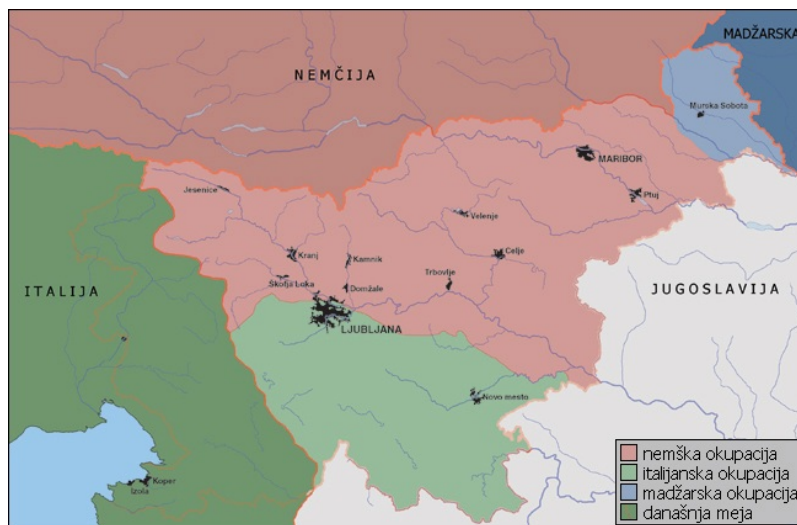 MADŽARSKA
NEMČIJA
Murska Sobota
MARIBOR
Jesenice
Ptuj
Velenje
Kranj
Kamnik
Celje
Trbovlje
Škofja Loka
Domžale
ITALIJA
JUGOSLAVIJA
LJUBLJANA
Novo mesto
Koper
Izola
nemška okupacija
italijanska okupacija
madžarska okupacija
današnja meja